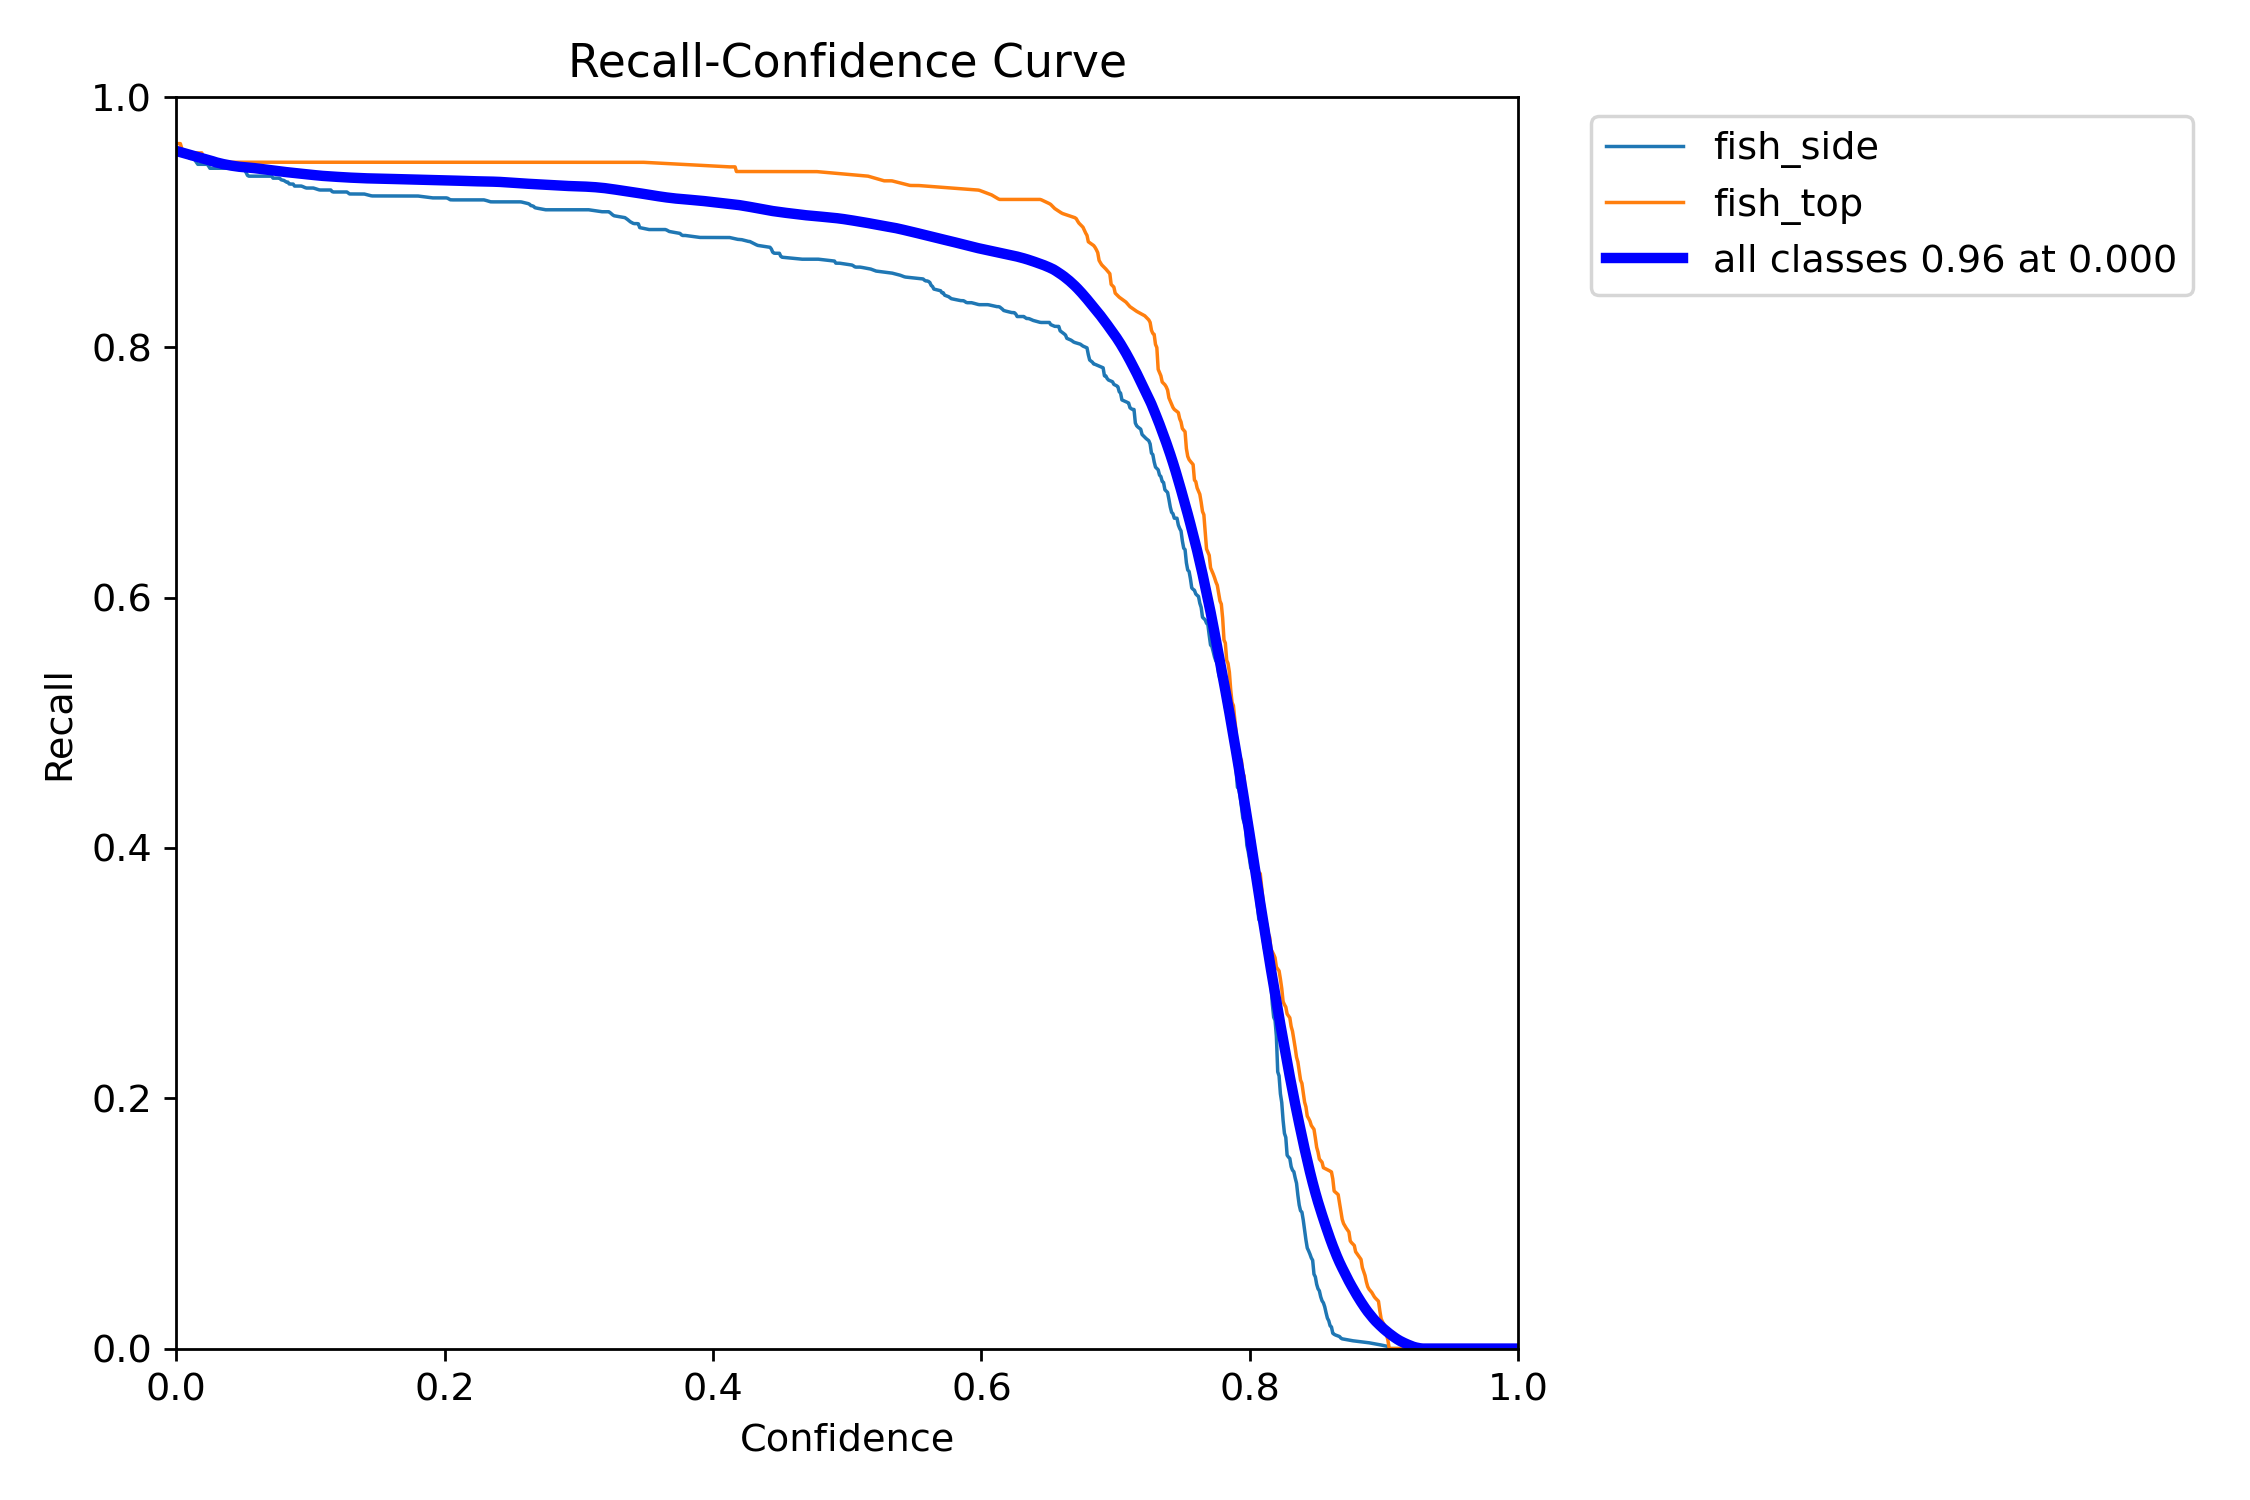 Recall-Confidence Curve
1.0
0.8
0.6
0.4
0.2
0.0
Recall
0.0 0.2 0.4 0.6 0.8 1.0
Confidence
fish_side
fish_top
all classes 0.96 at 0.000